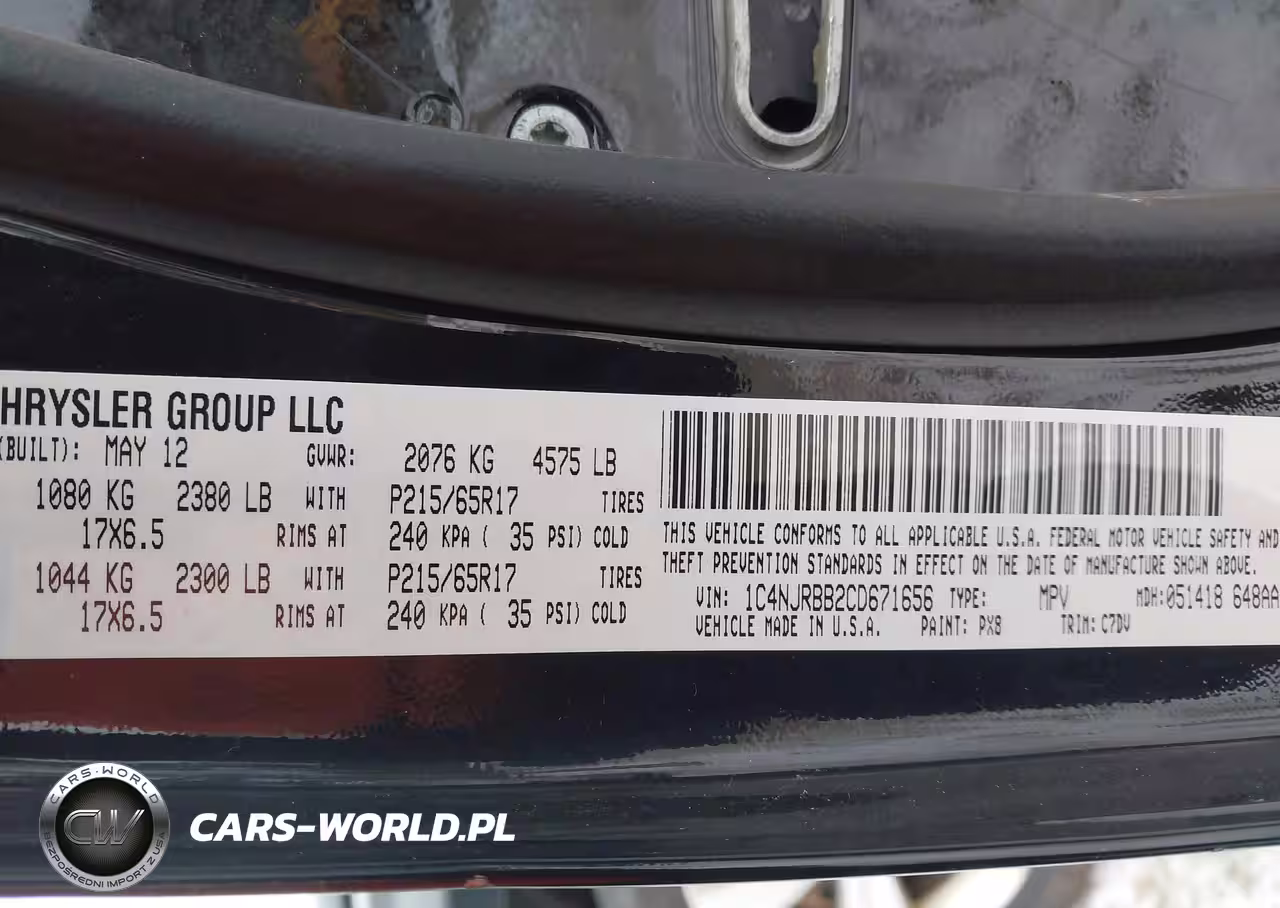 HRYSLER GROUP LLC
(BUILT): MAY 12 GVWR: 2076 KG 4575 LB
1080 KG 2380 LB WITH P215/65R17 TIRES
17X6.5 RIMS AT 240 KPA ( 35 PSI) COLD
1044 KG 2300 LB WITH P215/65R17 TIRES
17X6.5 RIMS AT 240 KPA ( 35 PSI) COLD
THIS VEHICLE CONFORMS TO ALL APPLICABLE U.S.A. FEDERAL MOTOR VEHICLE SAFETY AND
THEFT PREVENTION STANDARDS IN EFFECT ON THE DATE OF MANUFACTURE SHOWN ABOVE.
VIN: 1C4NJRBB2CD671656 TYPE: MPV MDH:051418 648AA
VEHICLE MADE IN U.S.A. PAINT: PX8 TRIM: C7DV
CARS-WORLD
CW
BEZPOŚREDNI IMPORT Z USA
CARS-WORLD.PL